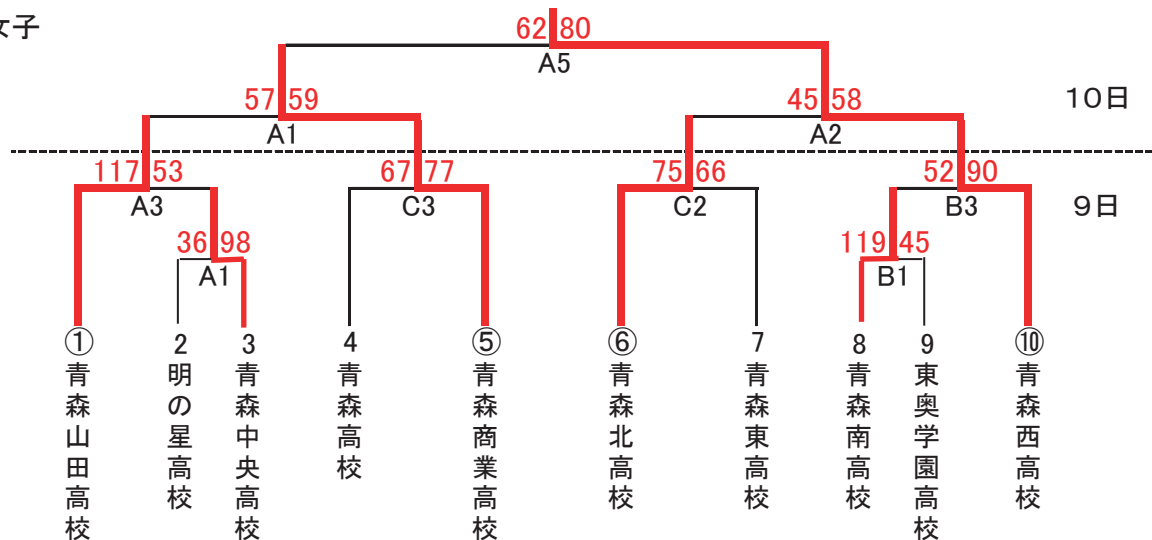 女子
62 80
A5
57 59
45 58
10日
A1
A2
117 53
67 77
75 66
52 90
A3
C3
C2
B3
9日
36 98
119 45
A1
B1
① 青森山田高校
2 明の星高校
3 青森中央高校
4 青森高校
⑤ 青森商業高校
⑥ 青森北高校
7 青森東高校
8 青森南高校
9 東奥学園高校
⑩ 青森西高校